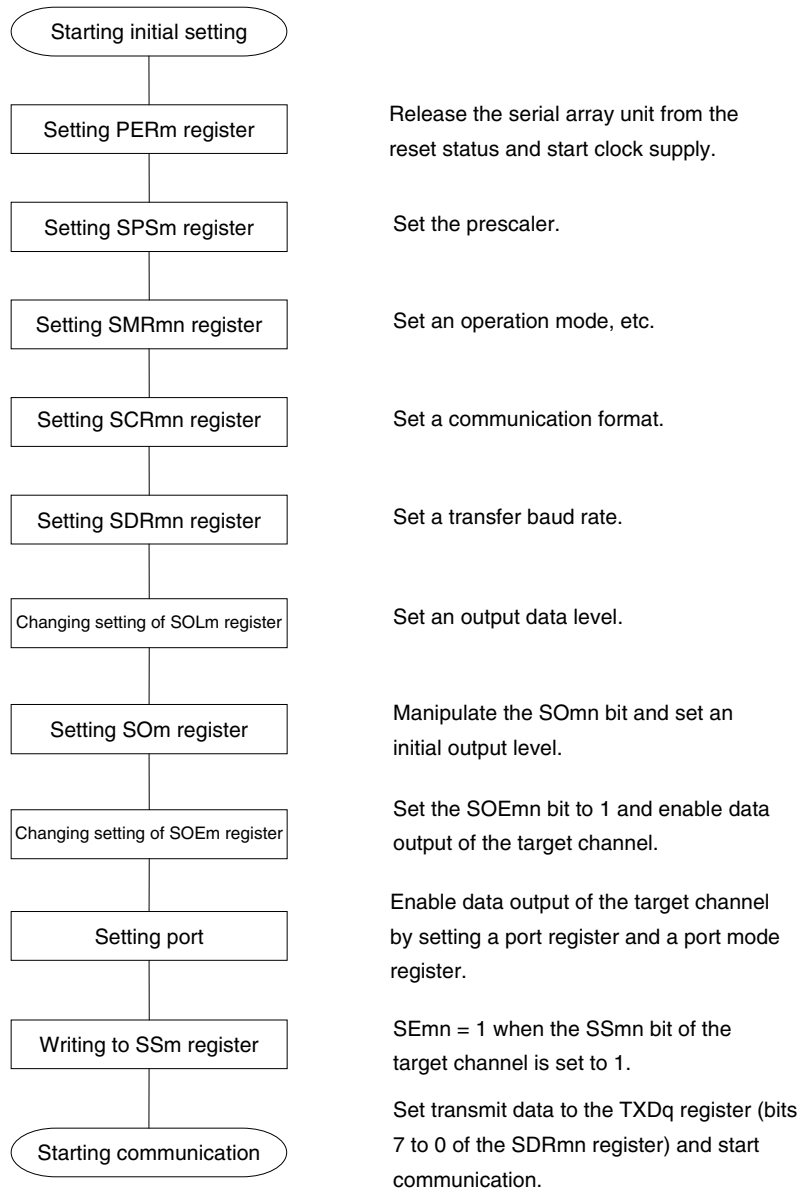 Starting initial setting
Setting PERm register
Release the serial array unit from the
reset status and start clock supply.
Setting SPSm register
Set the prescaler.
Setting SMRmn register
Set an operation mode, etc.
Setting SCRmn register
Set a communication format.
Setting SDRmn register
Set a transfer baud rate.
Changing setting of SOLm register
Set an output data level.
Setting SOm register
Manipulate the SOmn bit and set an
initial output level.
Changing setting of SOEm register
Set the SOEmn bit to 1 and enable data
output of the target channel.
Setting port
Enable data output of the target channel
by setting a port register and a port mode
register.
Writing to SSm register
SEmn = 1 when the SSmn bit of the
target channel is set to 1.
Starting communication
Set transmit data to the TXDq register (bits
7 to 0 of the SDRmn register) and start
communication.